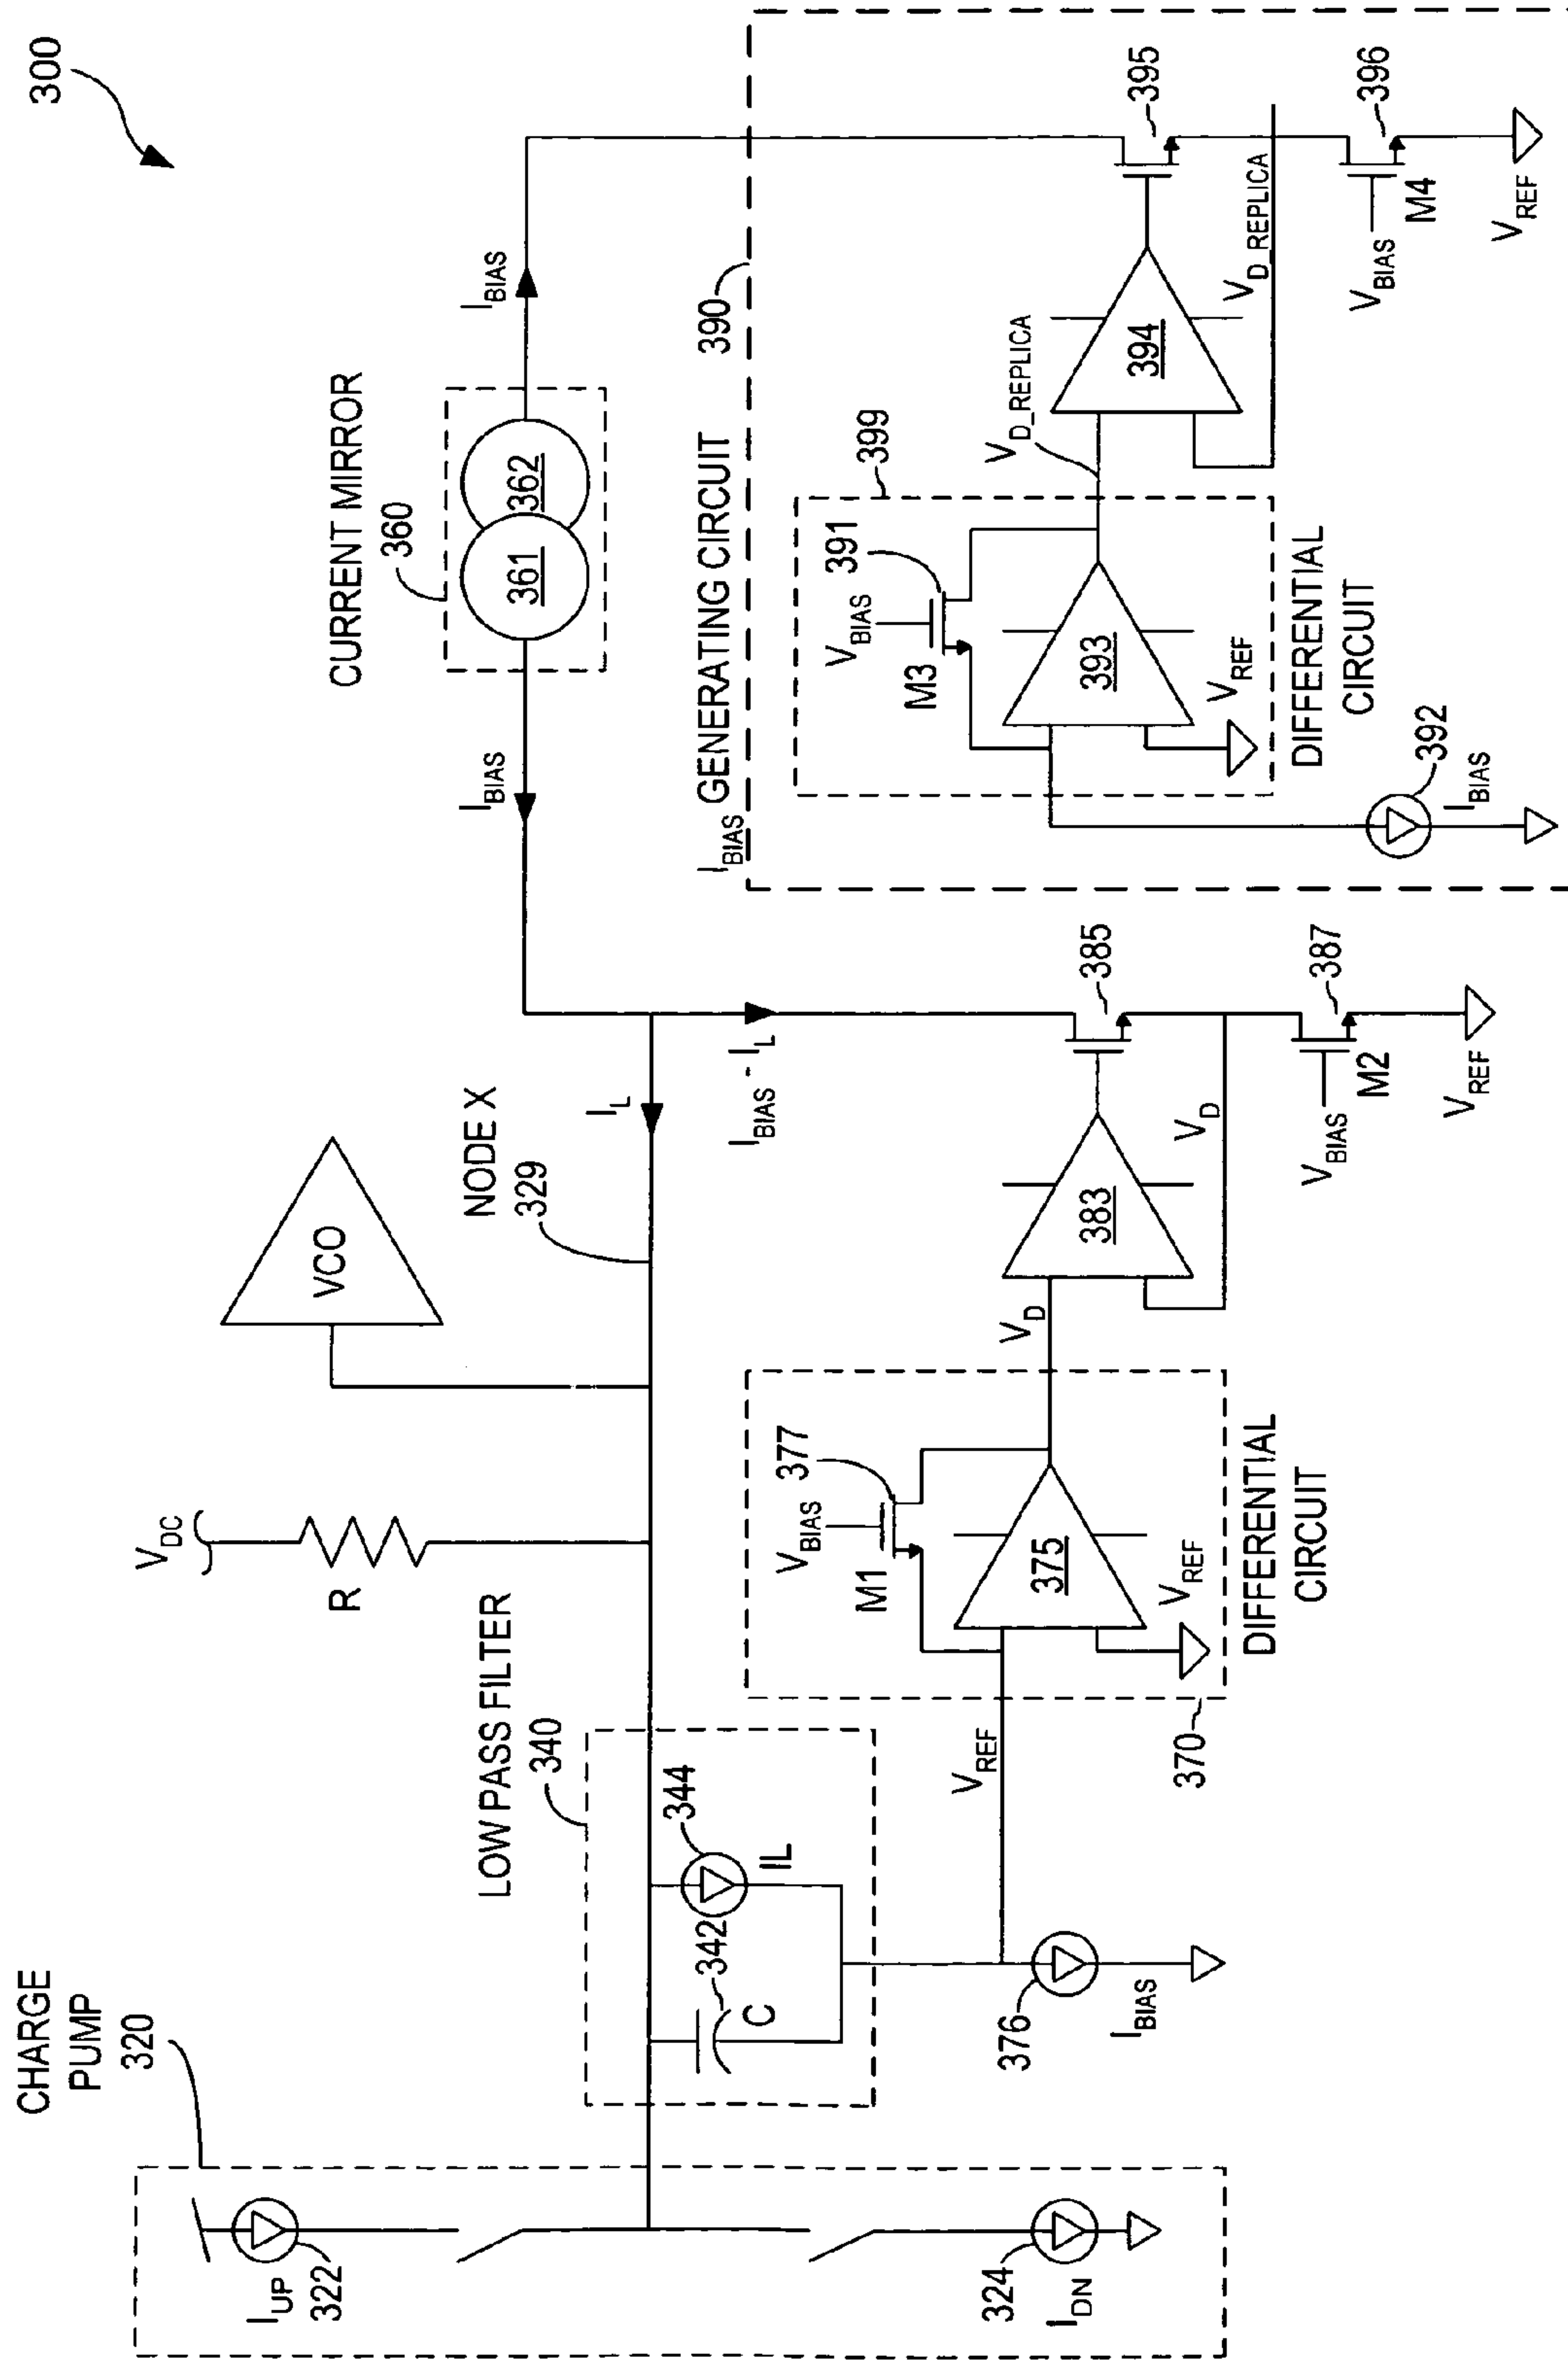 300
CHARGE
PUMP
320
I_UP
322
324
I_DN
LOW PASS FILTER
340
344
IL
342
C
376
I_BIAS
V_DC
R
VCO
NODE X
329
I_L
I_BIAS - I_L
I_BIAS
CURRENT MIRROR
360
361
362
I_BIAS
V_REF
370
V_BIAS
377
M1
375
V_REF
DIFFERENTIAL
CIRCUIT
V_D
383
V_D
385
387
V_BIAS
M2
V_REF
I_BIAS GENERATING CIRCUIT
390
399
V_BIAS
391
M3
393
V_REF
DIFFERENTIAL
CIRCUIT
392
I_BIAS
V_D_REPLICA
394
V_D_REPLICA
395
396
V_BIAS
M4
V_REF